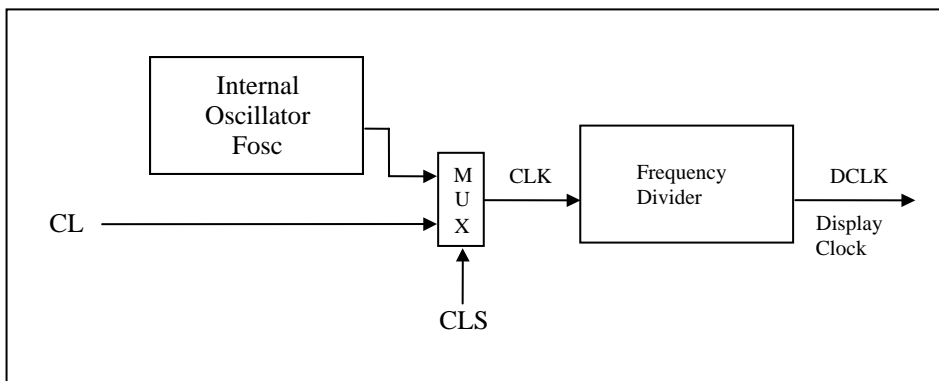 Internal
Oscillator
Fosc
M
U
X
CL
CLK
Frequency
Divider
DCLK
Display
Clock
CLS